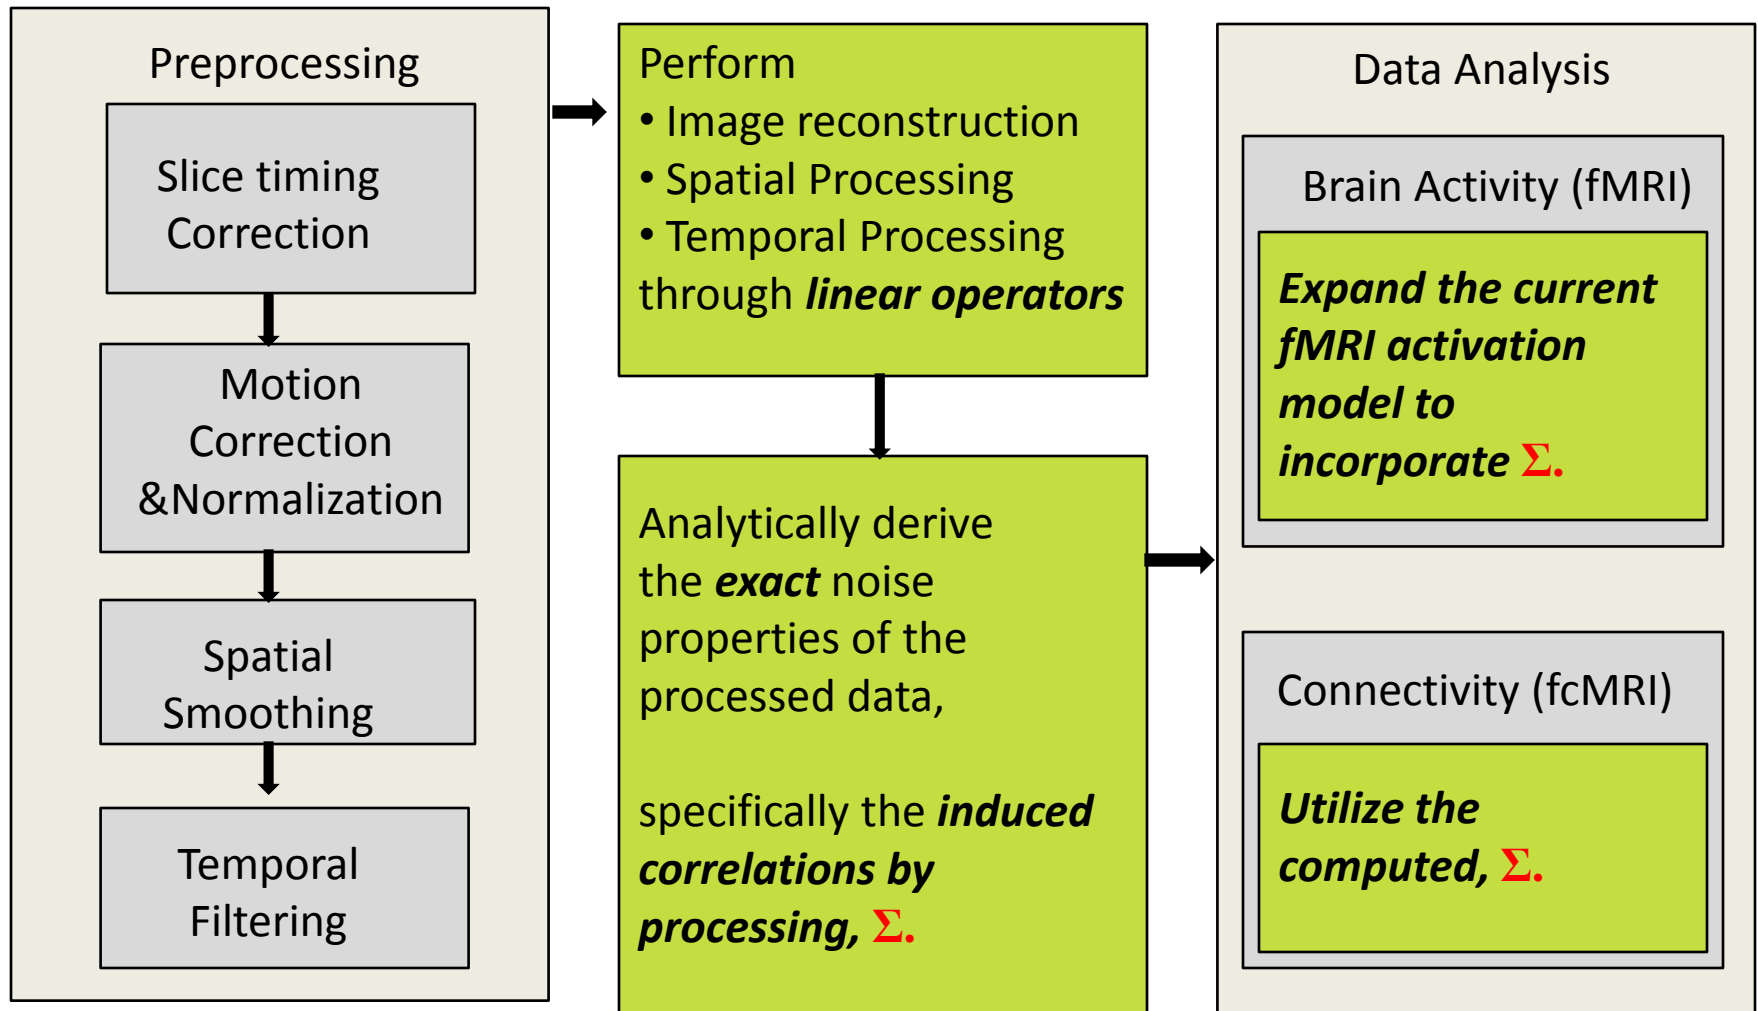 Preprocessing
Slice timing
Correction
Motion
Correction
&Normalization
Spatial
Smoothing
Temporal
Filtering
Perform
• Image reconstruction
• Spatial Processing
• Temporal Processing
through linear operators
Analytically derive
the exact noise
properties of the
processed data,
specifically the induced
correlations by
processing, Σ.
Data Analysis
Brain Activity (fMRI)
Expand the current
fMRI activation
model to
incorporate Σ.
Connectivity (fcMRI)
Utilize the
computed, Σ.